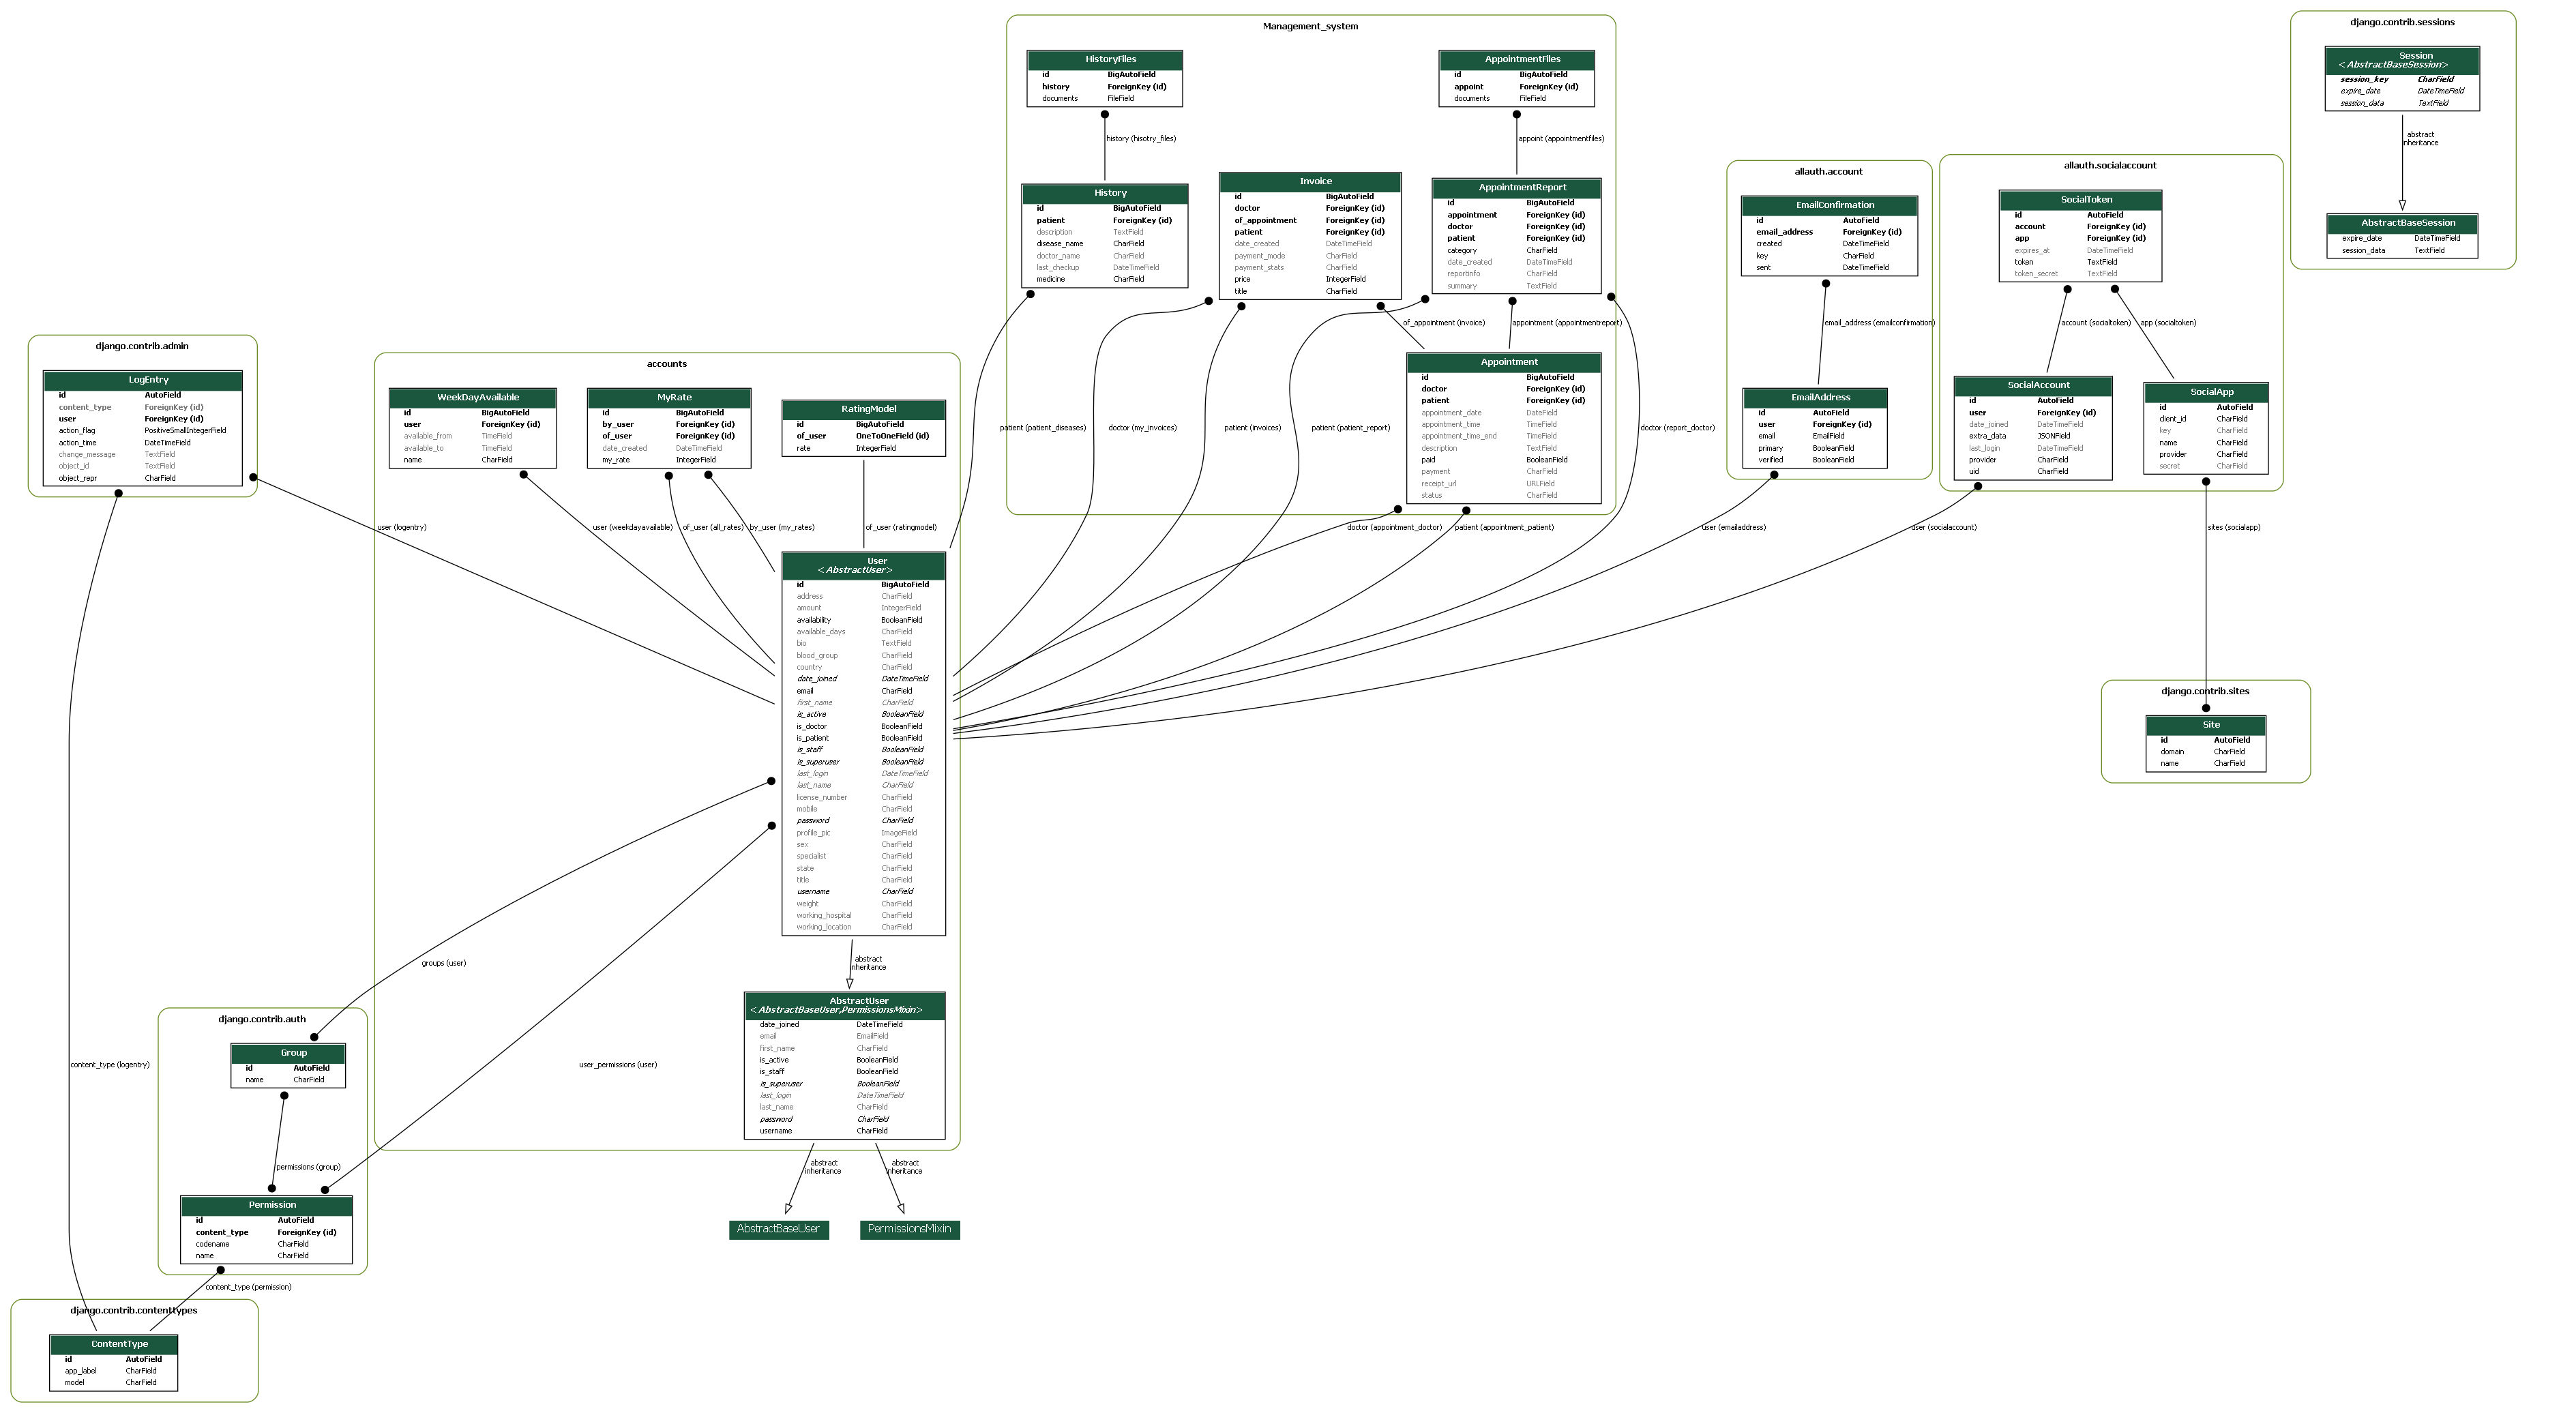 django.contrib.admin
LogEntry
id AutoField
content_type ForeignKey (id)
user ForeignKey (id)
action_flag PositiveSmallIntegerField
action_time DateTimeField
change_message TextField
object_id TextField
object_repr CharField
user (logentry)
content_type (logentry)
accounts
WeekDayAvailable
id BigAutoField
user ForeignKey (id)
available_from TimeField
available_to TimeField
name CharField
MyRate
id BigAutoField
by_user ForeignKey (id)
of_user ForeignKey (id)
date_created DateTimeField
my_rate IntegerField
RatingModel
id BigAutoField
of_user OneToOneField (id)
rate IntegerField
user (weekdayavailable)
of_user (all_rates)
by_user (my_rates)
of_user (ratingmodel)
User
<AbstractUser>
id BigAutoField
address CharField
amount IntegerField
availability BooleanField
available_days CharField
bio TextField
blood_group CharField
country CharField
date_joined DateTimeField
email CharField
first_name CharField
is_active BooleanField
is_doctor BooleanField
is_patient BooleanField
is_staff BooleanField
is_superuser BooleanField
last_login DateTimeField
last_name CharField
license_number CharField
mobile CharField
password CharField
profile_pic ImageField
sex CharField
specialist CharField
state CharField
title CharField
username CharField
weight CharField
working_hospital CharField
working_location CharField
abstract
inheritance
AbstractUser
<AbstractBaseUser,PermissionsMixin>
date_joined DateTimeField
email EmailField
first_name CharField
is_active BooleanField
is_staff BooleanField
is_superuser BooleanField
last_login DateTimeField
last_name CharField
password CharField
username CharField
abstract
inheritance
abstract
inheritance
AbstractBaseUser
PermissionsMixin
groups (user)
user_permissions (user)
django.contrib.auth
Group
id AutoField
name CharField
permissions (group)
Permission
id AutoField
content_type ForeignKey (id)
codename CharField
name CharField
content_type (permission)
django.contrib.contenttypes
ContentType
id AutoField
app_label CharField
model CharField
Management_system
HistoryFiles
id BigAutoField
history ForeignKey (id)
documents FileField
history (hisotry_files)
AppointmentFiles
id BigAutoField
appoint ForeignKey (id)
documents FileField
appoint (appointmentfiles)
History
id BigAutoField
patient ForeignKey (id)
description TextField
disease_name CharField
doctor_name CharField
last_checkup DateTimeField
medicine CharField
Invoice
id BigAutoField
doctor ForeignKey (id)
of_appointment ForeignKey (id)
patient ForeignKey (id)
date_created DateTimeField
payment_mode CharField
payment_stats CharField
price IntegerField
title CharField
AppointmentReport
id BigAutoField
appointment ForeignKey (id)
doctor ForeignKey (id)
patient ForeignKey (id)
category CharField
date_created DateTimeField
reportinfo CharField
summary TextField
of_appointment (invoice)
appointment (appointmentreport)
Appointment
id BigAutoField
doctor ForeignKey (id)
patient ForeignKey (id)
appointment_date DateField
appointment_time TimeField
appointment_time_end TimeField
description TextField
paid BooleanField
payment CharField
receipt_url URLField
status CharField
patient (patient_diseases)
doctor (my_invoices)
patient (invoices)
patient (patient_report)
doctor (report_doctor)
doctor (appointment_doctor)
patient (appointment_patient)
allauth.account
EmailConfirmation
id AutoField
email_address ForeignKey (id)
created DateTimeField
key CharField
sent DateTimeField
email_address (emailconfirmation)
EmailAddress
id AutoField
user ForeignKey (id)
email EmailField
primary BooleanField
verified BooleanField
user (emailaddress)
allauth.socialaccount
SocialToken
id AutoField
account ForeignKey (id)
app ForeignKey (id)
expires_at DateTimeField
token TextField
token_secret TextField
account (socialtoken)
app (socialtoken)
SocialAccount
id AutoField
user ForeignKey (id)
date_joined DateTimeField
extra_data JSONField
last_login DateTimeField
provider CharField
uid CharField
SocialApp
id AutoField
client_id CharField
key CharField
name CharField
provider CharField
secret CharField
user (socialaccount)
sites (socialapp)
django.contrib.sites
Site
id AutoField
domain CharField
name CharField
django.contrib.sessions
Session
<AbstractBaseSession>
session_key CharField
expire_date DateTimeField
session_data TextField
abstract
inheritance
AbstractBaseSession
expire_date DateTimeField
session_data TextField